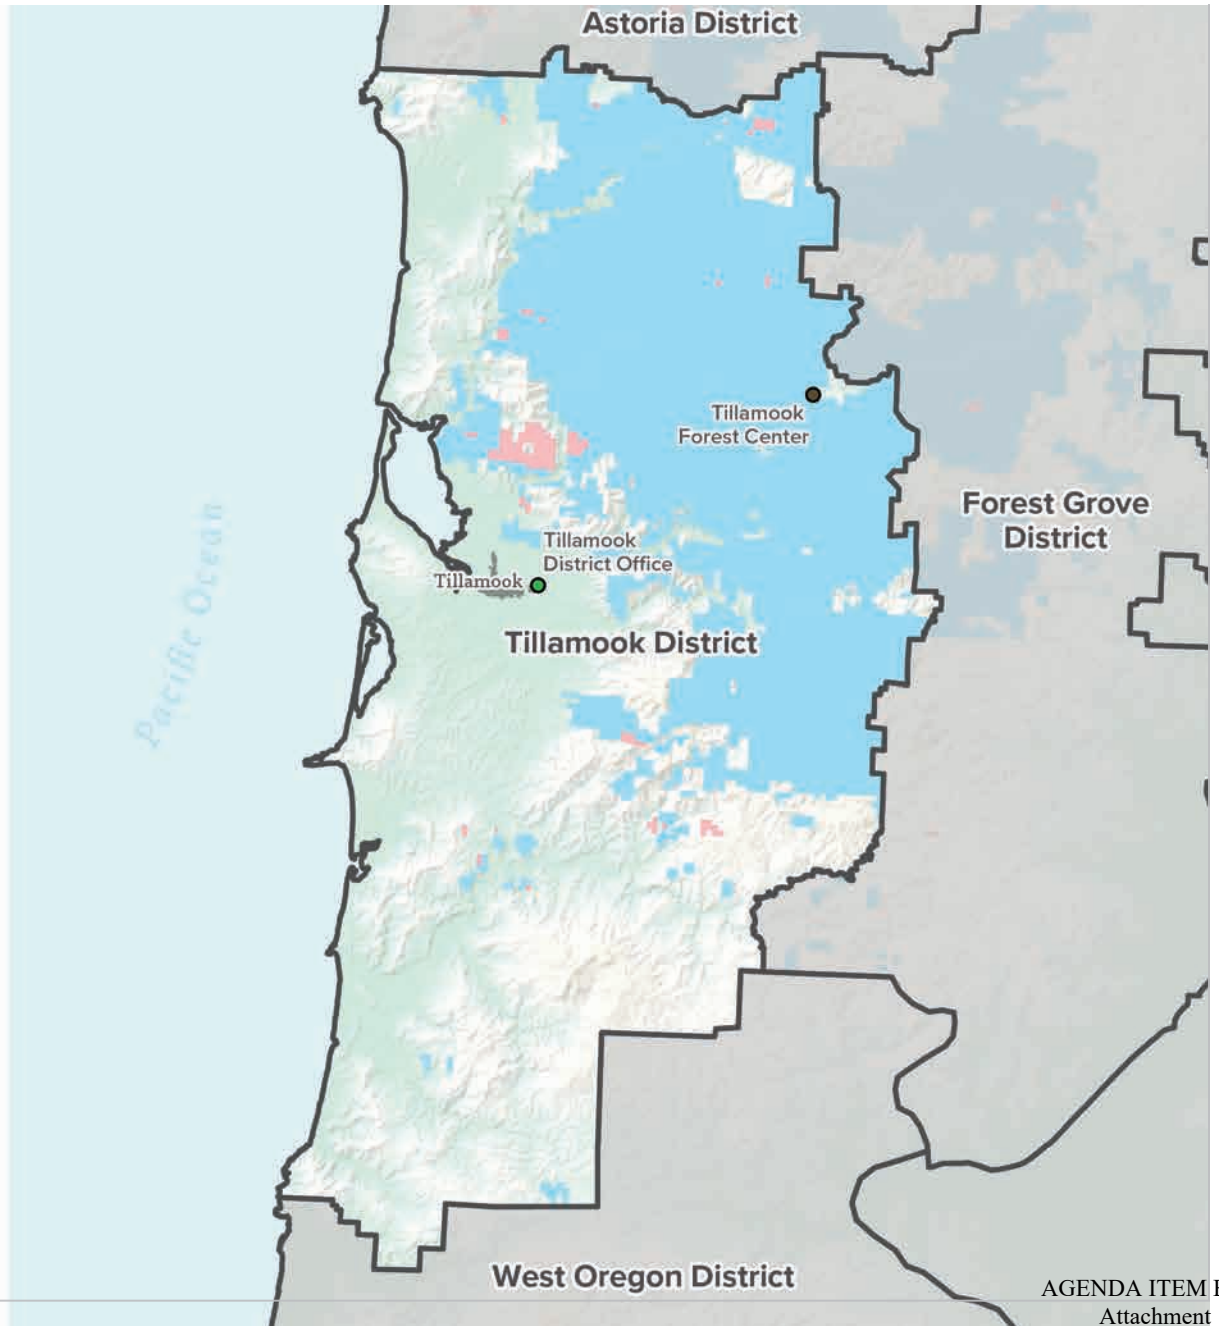 Astoria District
Tillamook
Forest Center
Forest Grove
District
Pacific Ocean
Tillamook
District Office
Tillamook
Tillamook District
West Oregon District
AGENDA ITEM
Attachment